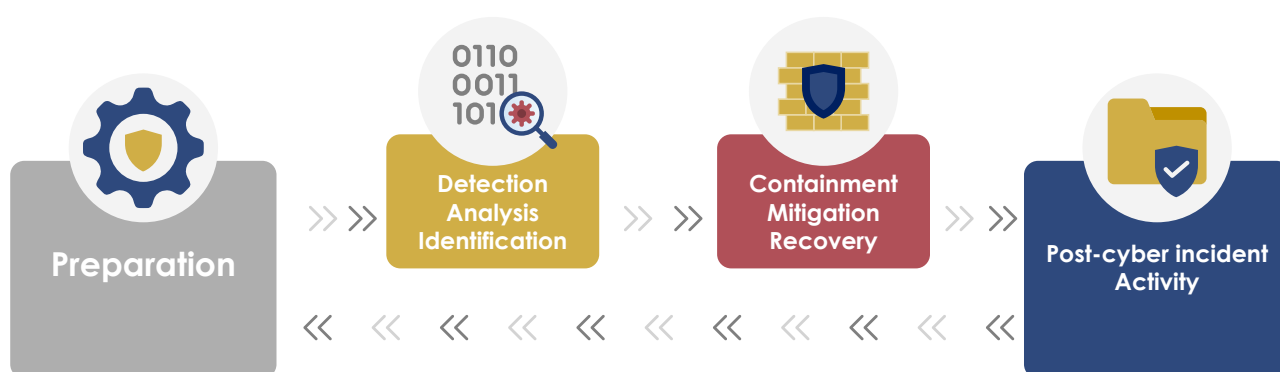 Preparation
0110
0011
101
Detection
Analysis
Identification
Containment
Mitigation
Recovery
Post-cyber incident
Activity